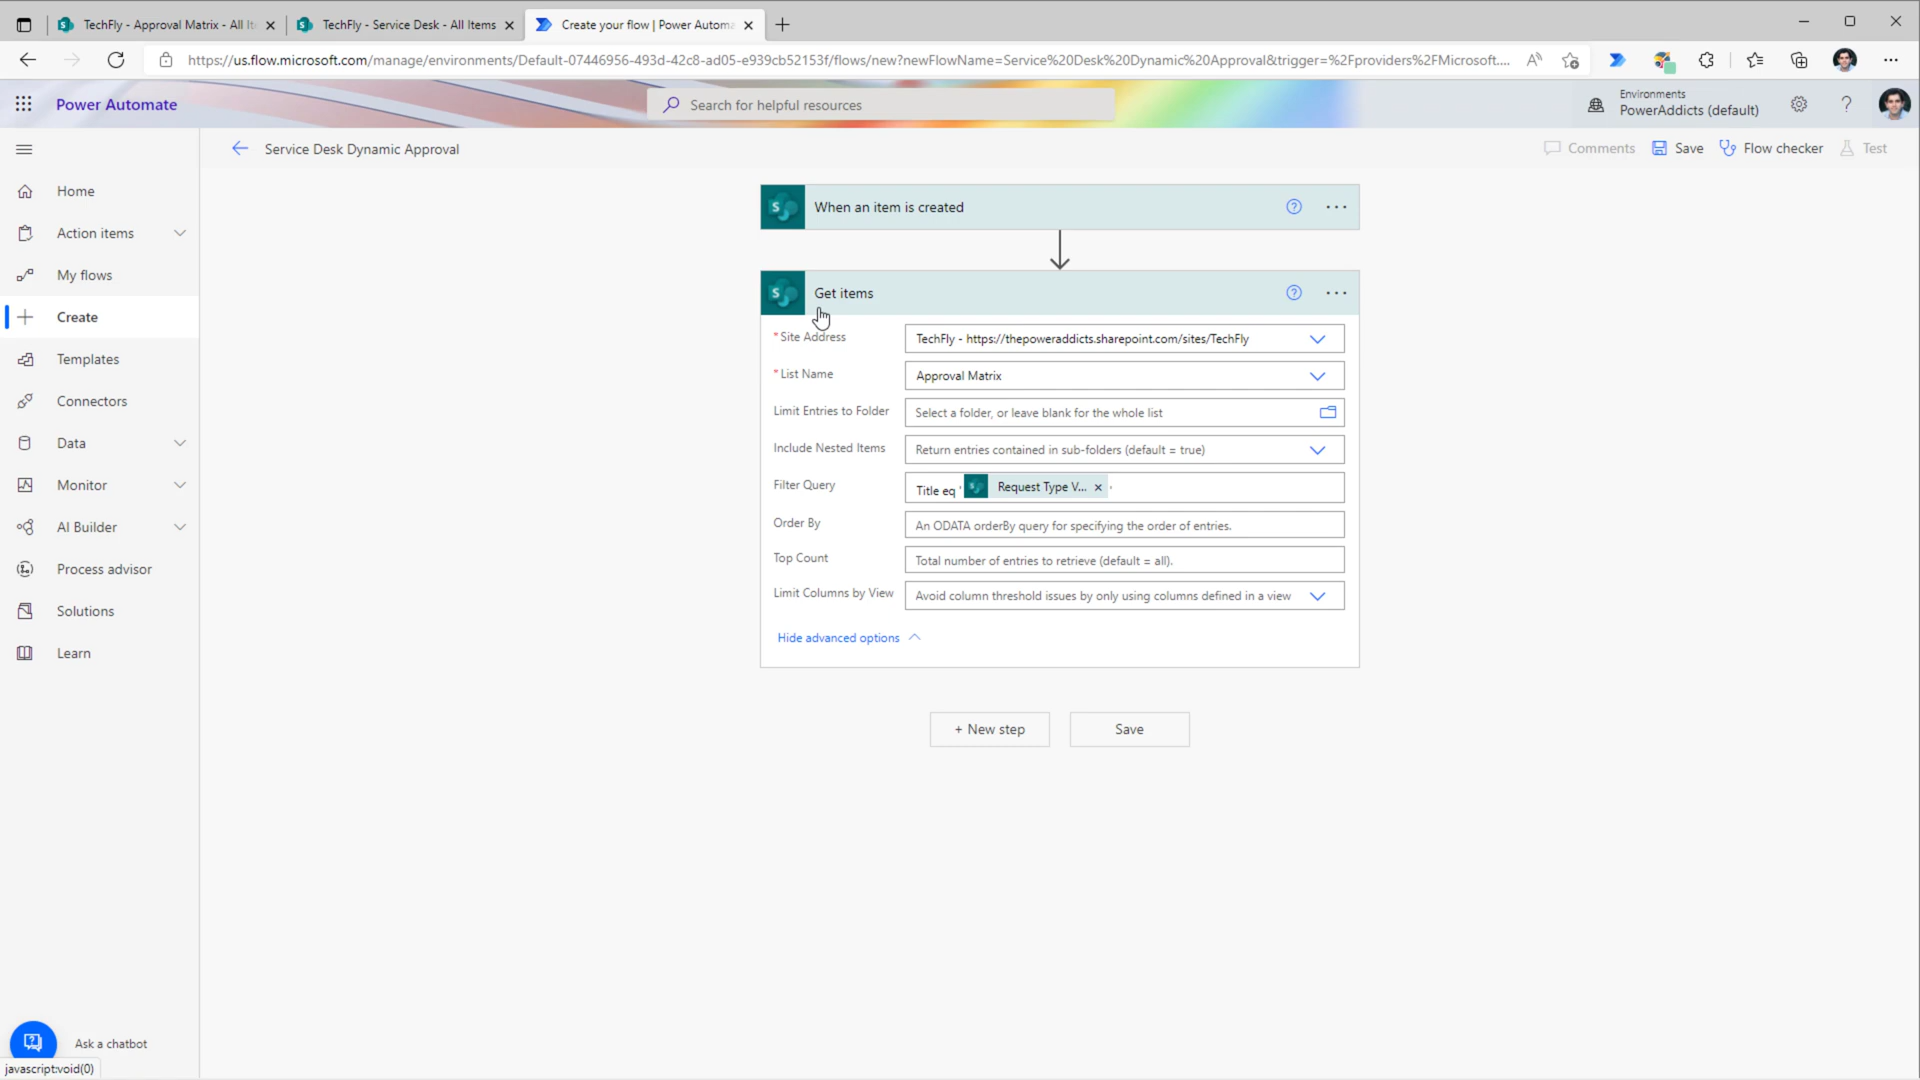 TechFly - Approval Matrix - All It
TechFly - Service Desk - All Items
Create your flow | Power Automa
https://us.flow.microsoft.com/manage/environments/Default-07446956-493d-42c8-ad05-e939cb52153f/flows/new?newFlowName=Service%20Desk%20Dynamic%20Approval&trigger=%2Fproviders%2FMicrosoft....
Power Automate
Search for helpful resources
Environments
PowerAddicts (default)
Service Desk Dynamic Approval
Comments
Save
Flow checker
Test
Home
Action items
My flows
Create
Templates
Connectors
Data
Monitor
AI Builder
Process advisor
Solutions
Learn
When an item is created
Get items
* Site Address
TechFly - https://thepoweraddicts.sharepoint.com/sites/TechFly
* List Name
Approval Matrix
Limit Entries to Folder
Select a folder, or leave blank for the whole list
Include Nested Items
Return entries contained in sub-folders (default = true)
Filter Query
Title eq ' Request Type V... × '
Order By
An ODATA orderBy query for specifying the order of entries.
Top Count
Total number of entries to retrieve (default = all).
Limit Columns by View
Avoid column threshold issues by only using columns defined in a view
Hide advanced options
+ New step
Save
Ask a chatbot
javascript:void(0)